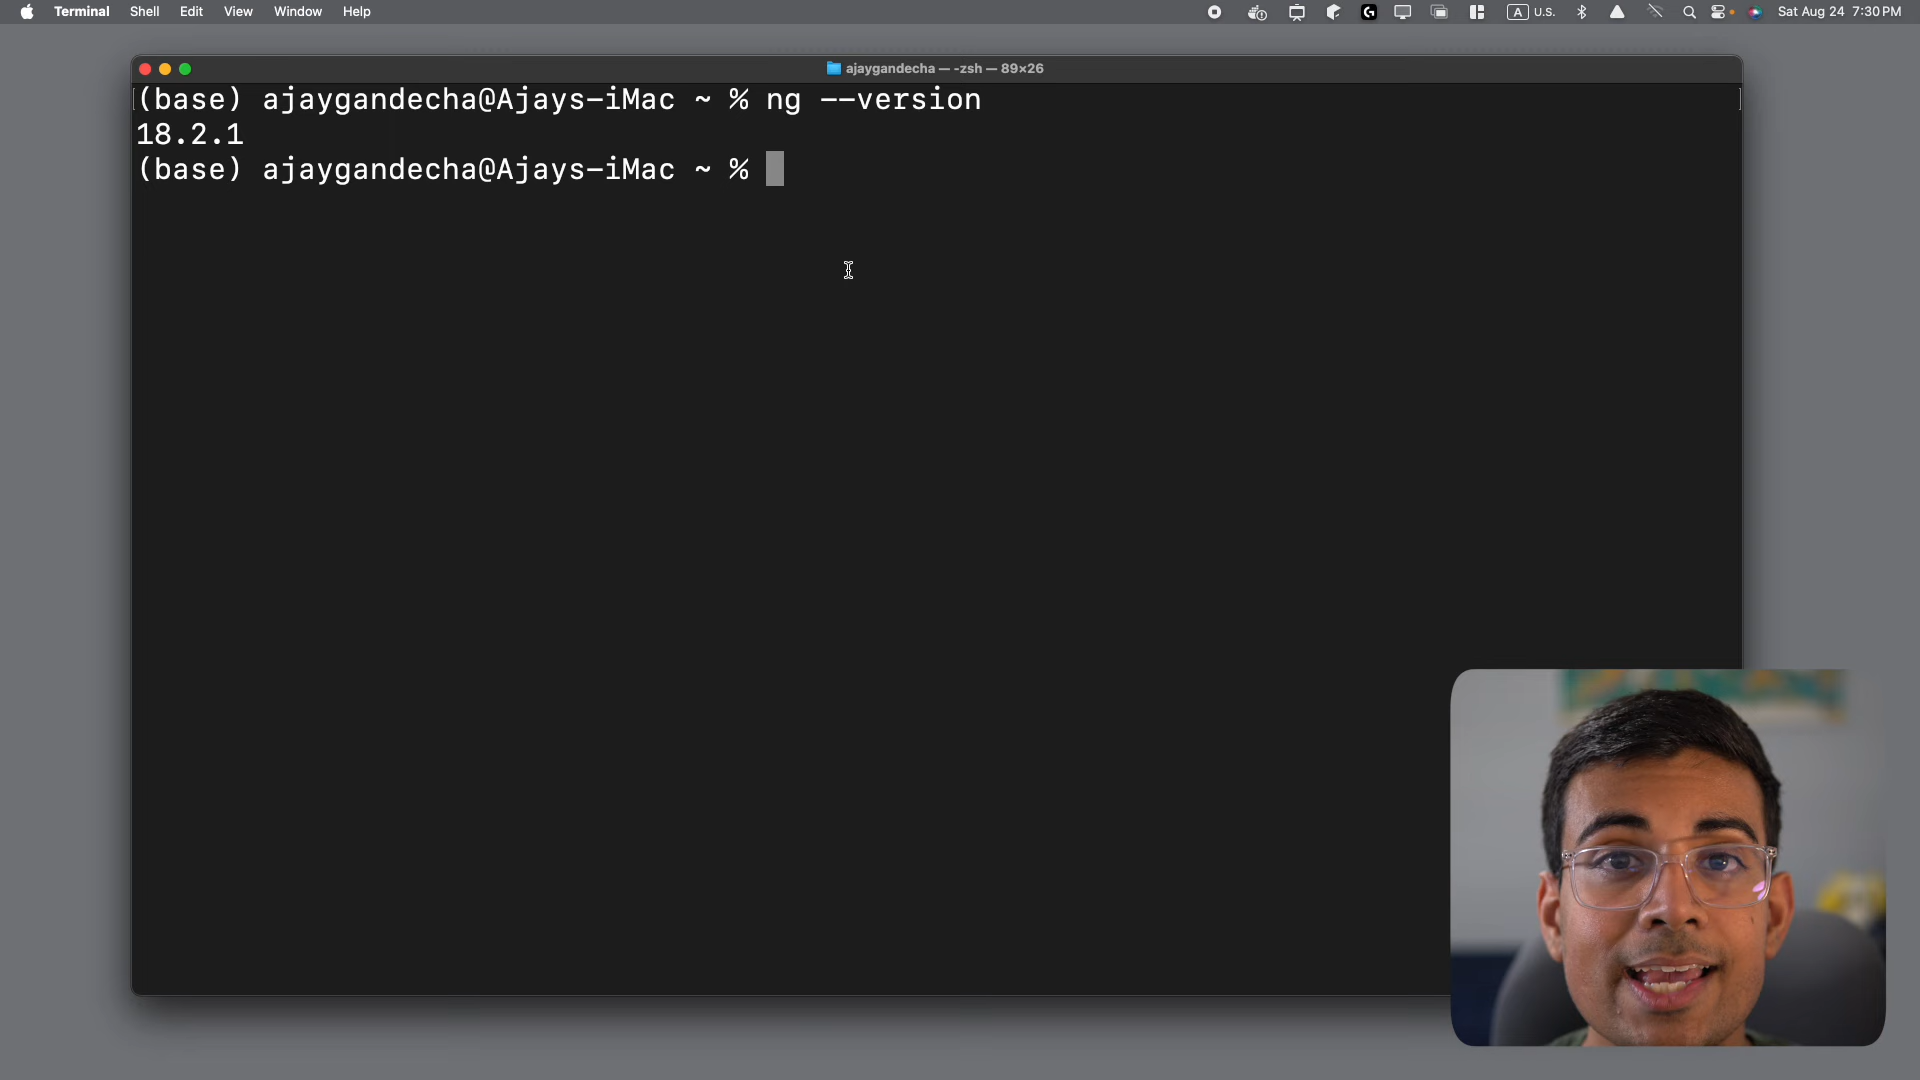 Terminal Shell Edit View Window Help A U.S. Sat Aug 24 7:30 PM
ajaygandecha — -zsh — 89×26
(base) ajaygandecha@Ajays-iMac ~ % ng --version
18.2.1
(base) ajaygandecha@Ajays-iMac ~ %